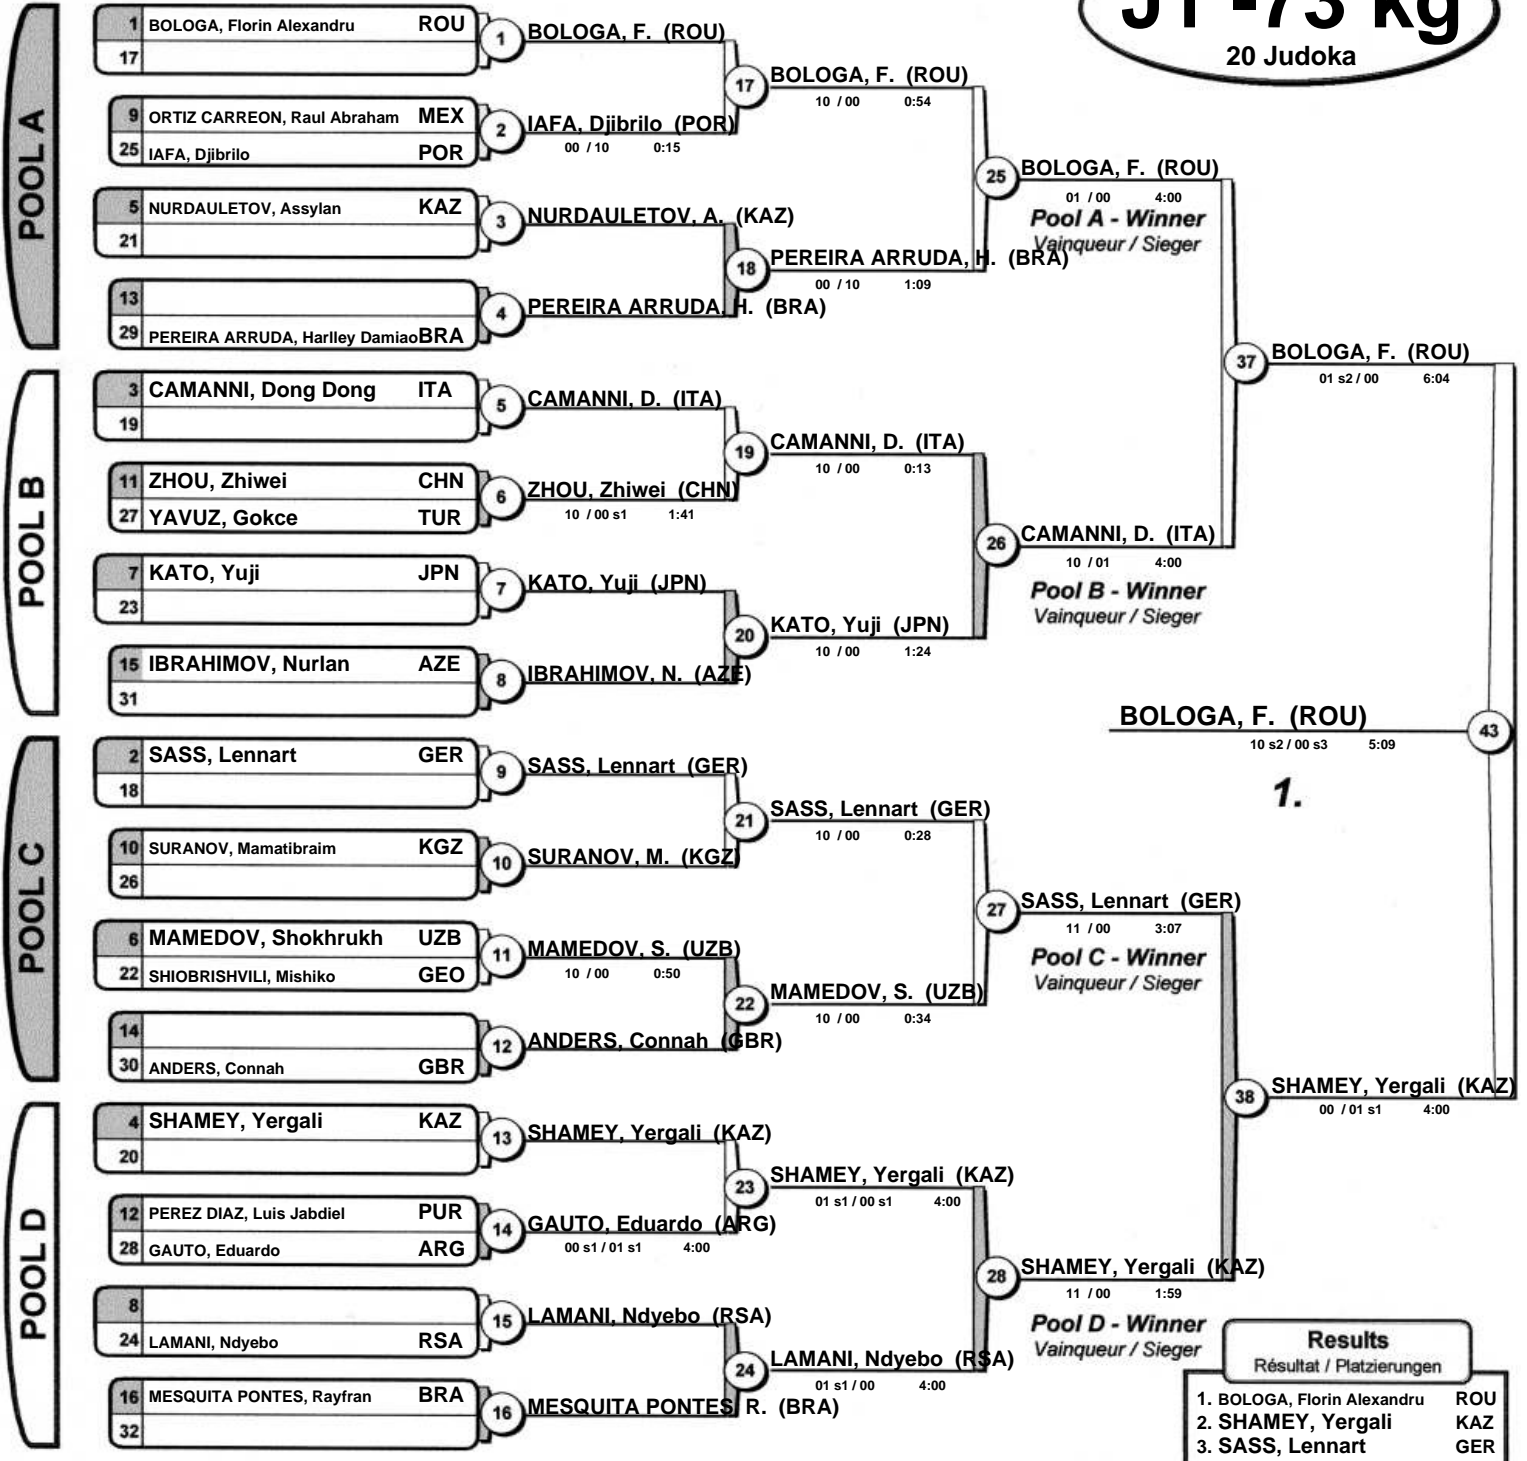 J1 -73 kg
20 Judoka
POOL A
1 BOLOGA, Florin Alexandru ROU
17
1 BOLOGA, F. (ROU)
9 ORTIZ CARREON, Raul Abraham MEX
25 IAFA, Djibrilo POR
2 IAFA, Djibrilo (POR)
00 / 10 0:15
17 BOLOGA, F. (ROU)
10 / 00 0:54
5 NURDAULETOV, Assylan KAZ
21
3 NURDAULETOV, A. (KAZ)
13
29 PEREIRA ARRUDA, Harlley Damiao BRA
4 PEREIRA ARRUDA, H. (BRA)
18 PEREIRA ARRUDA, H. (BRA)
00 / 10 1:09
25 BOLOGA, F. (ROU)
01 / 00 4:00
Pool A - Winner
Vainqueur / Sieger
POOL B
3 CAMANNI, Dong Dong ITA
19
5 CAMANNI, D. (ITA)
11 ZHOU, Zhiwei CHN
27 YAVUZ, Gokce TUR
6 ZHOU, Zhiwei (CHN)
10 / 00 s1 1:41
19 CAMANNI, D. (ITA)
10 / 00 0:13
7 KATO, Yuji JPN
23
7 KATO, Yuji (JPN)
15 IBRAHIMOV, Nurlan AZE
31
8 IBRAHIMOV, N. (AZE)
20 KATO, Yuji (JPN)
10 / 00 1:24
26 CAMANNI, D. (ITA)
10 / 01 4:00
Pool B - Winner
Vainqueur / Sieger
37 BOLOGA, F. (ROU)
01 s2 / 00 6:04
BOLOGA, F. (ROU) 43
10 s2 / 00 s3 5:09
1.
POOL C
2 SASS, Lennart GER
18
9 SASS, Lennart (GER)
10 SURANOV, Mamatibraim KGZ
26
10 SURANOV, M. (KGZ)
21 SASS, Lennart (GER)
10 / 00 0:28
6 MAMEDOV, Shokhrukh UZB
22 SHIOBRISHVILI, Mishiko GEO
11 MAMEDOV, S. (UZB)
10 / 00 0:50
14
30 ANDERS, Connah GBR
12 ANDERS, Connah (GBR)
22 MAMEDOV, S. (UZB)
10 / 00 0:34
27 SASS, Lennart (GER)
11 / 00 3:07
Pool C - Winner
Vainqueur / Sieger
POOL D
4 SHAMEY, Yergali KAZ
20
13 SHAMEY, Yergali (KAZ)
12 PEREZ DIAZ, Luis Jabdiel PUR
28 GAUTO, Eduardo ARG
14 GAUTO, Eduardo (ARG)
00 s1 / 01 s1 4:00
23 SHAMEY, Yergali (KAZ)
01 s1 / 00 s1 4:00
8
24 LAMANI, Ndyebo RSA
15 LAMANI, Ndyebo (RSA)
16 MESQUITA PONTES, Rayfran BRA
32
16 MESQUITA PONTES, R. (BRA)
24 LAMANI, Ndyebo (RSA)
01 s1 / 00 4:00
28 SHAMEY, Yergali (KAZ)
11 / 00 1:59
Pool D - Winner
Vainqueur / Sieger
38 SHAMEY, Yergali (KAZ)
00 / 01 s1 4:00
Results
Résultat / Platzierungen
1. BOLOGA, Florin Alexandru ROU
2. SHAMEY, Yergali KAZ
3. SASS, Lennart GER